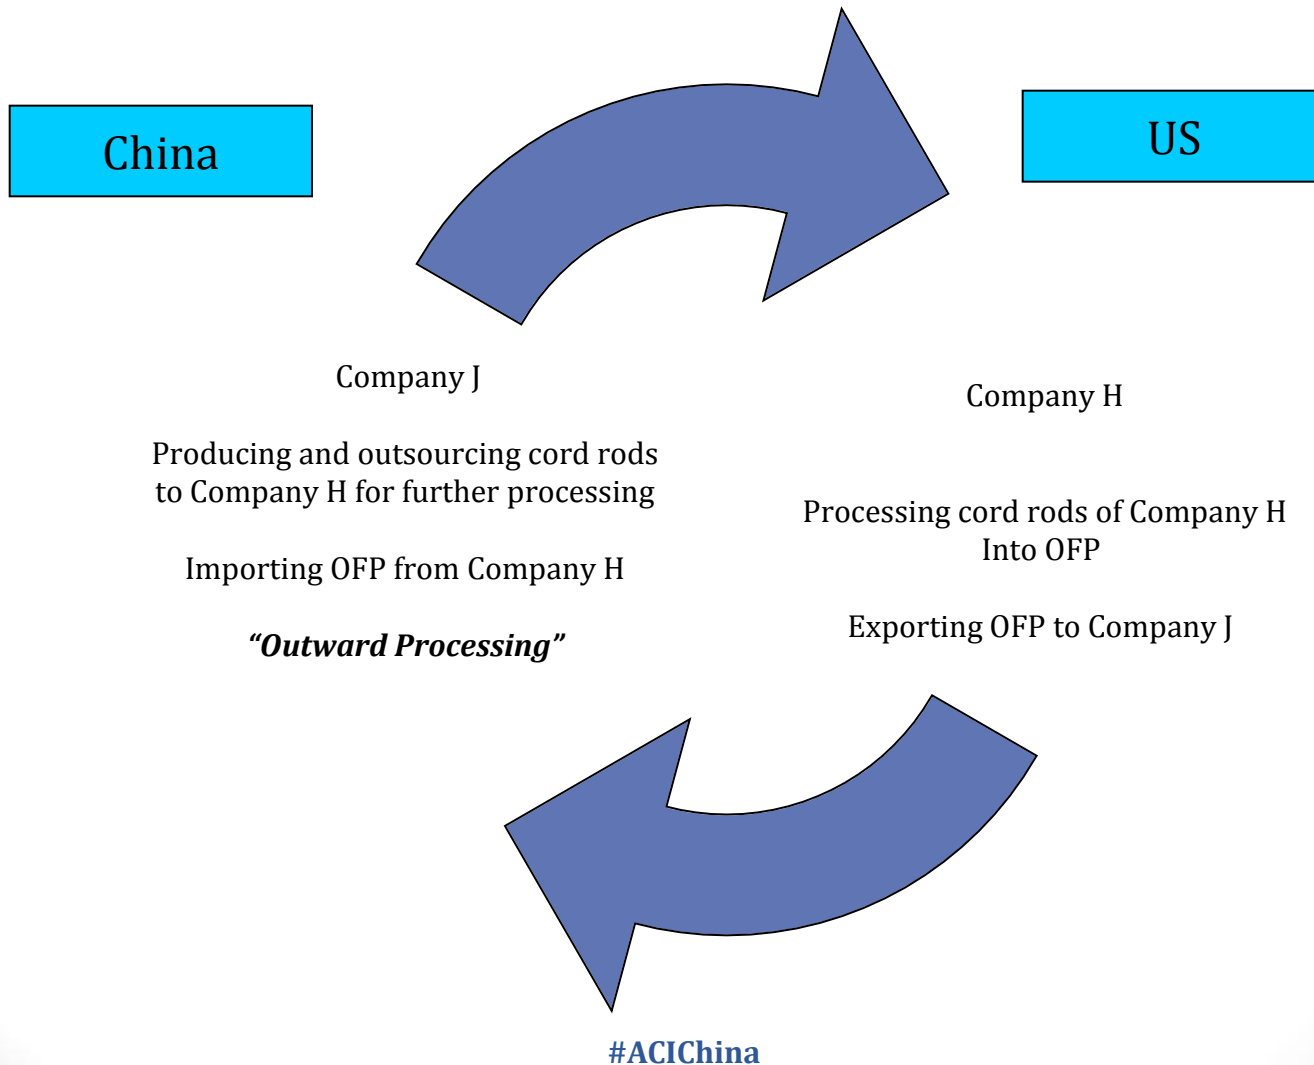 China
US
Company J
Producing and outsourcing cord rods
to Company H for further processing
Importing OFP from Company H
“Outward Processing”
Company H
Processing cord rods of Company H
Into OFP
Exporting OFP to Company J
#ACIChina